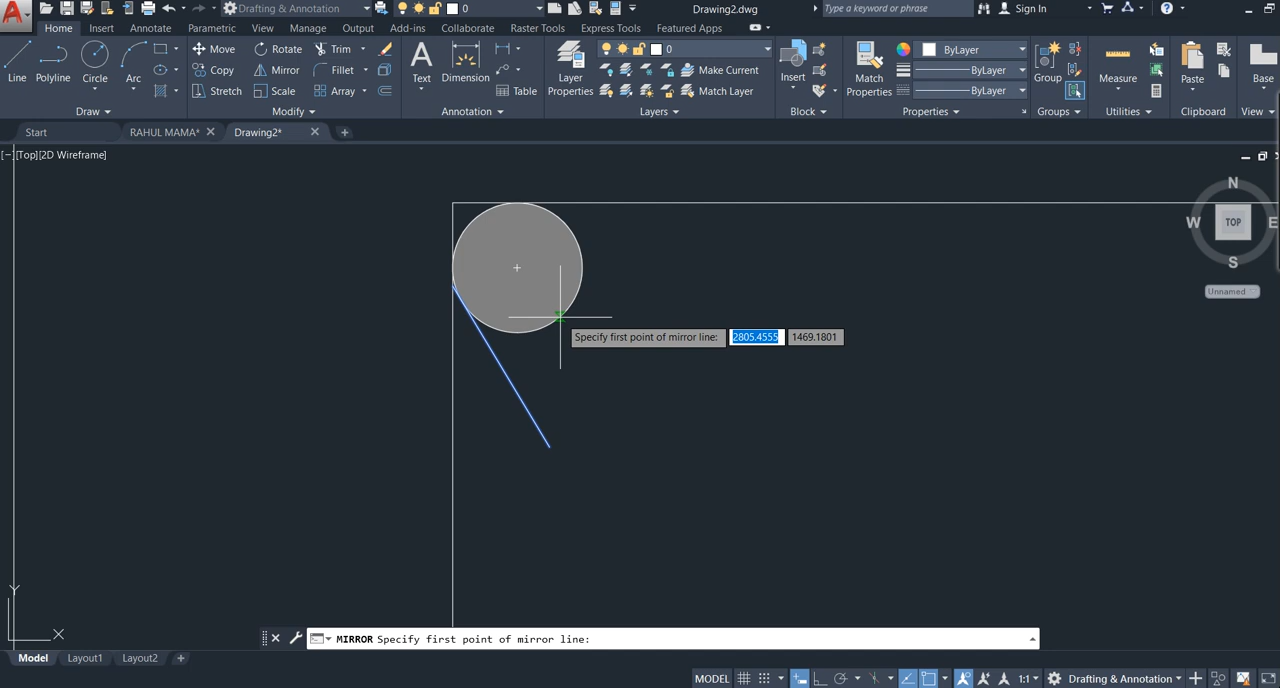 A Drafting & Annotation 0 Drawing2.dwg Type a keyword or phrase Sign In ?
Home Insert Annotate Parametric View Manage Output Add-ins Collaborate Express Tools Featured Apps Raster Tools
Line Polyline Circle Arc Move Rotate Trim Text Dimension Layer Properties 0 Insert Match Properties ByLayer Group Measure Paste Base
Copy Mirror Fillet Make Current ByLayer
Stretch Scale Array Table Match Layer ByLayer
Draw Modify Annotation Layers Block Properties Groups Utilities Clipboard View
Start RAHUL MAMA* Drawing2*
[−][Top][2D Wireframe]
N
W TOP E
S
Unnamed
Specify first point of mirror line: 2805.4555 1469.1801
Y
X
MIRROR Specify first point of mirror line:
Model Layout1 Layout2
MODEL 1:1 Drafting & Annotation